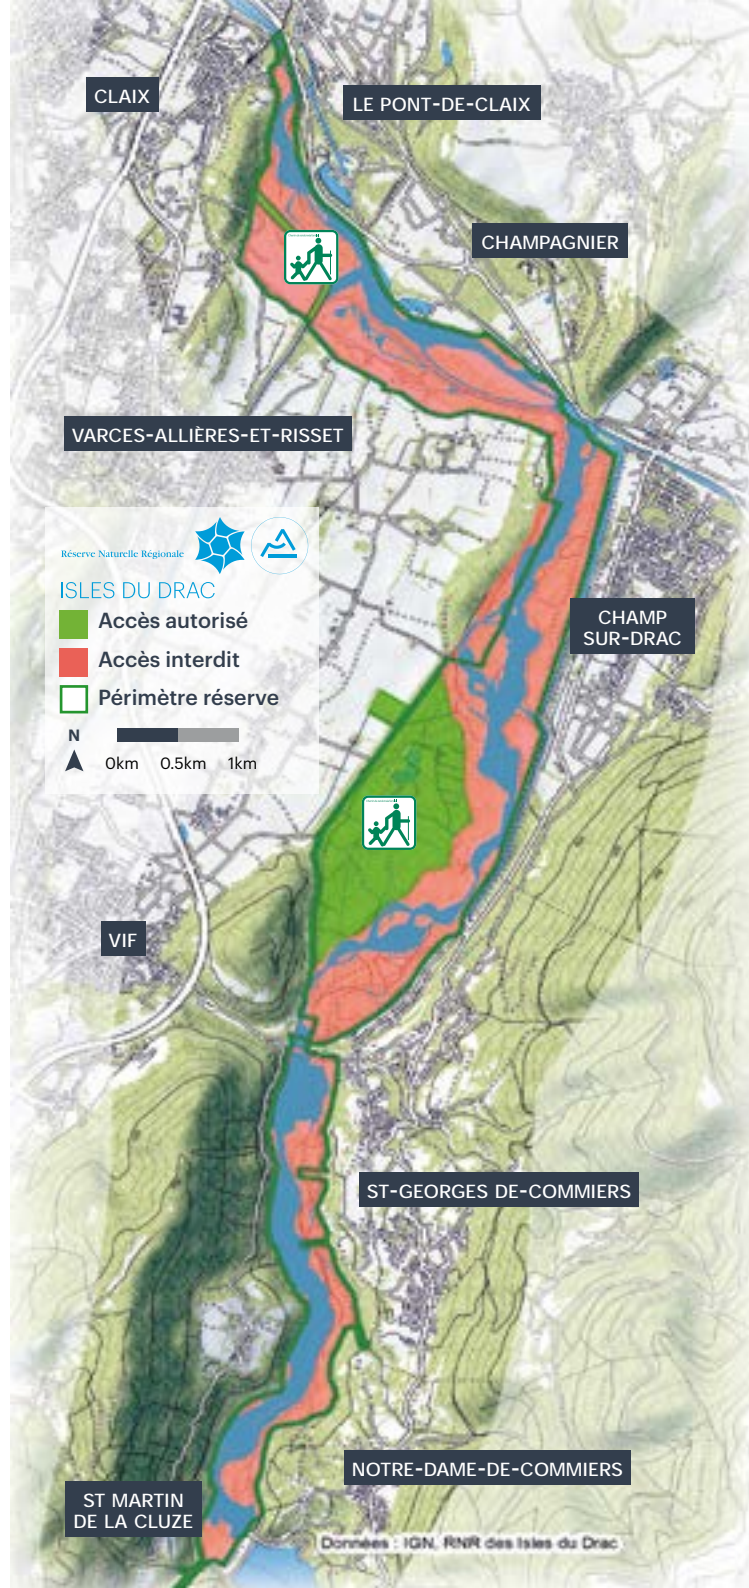 CLAIX
LE PONT-DE-CLAIX
CHAMPAGNIER
VARCES-ALLIÈRES-ET-RISSET
Réserve Naturelle Régionale
ISLES DU DRAC
Accès autorisé
Accès interdit
Périmètre réserve
N
0km 0.5km 1km
CHAMP
SUR-DRAC
VIF
ST-GEORGES DE-COMMIERS
NOTRE-DAME-DE-COMMIERS
ST MARTIN
DE LA CLUZE
Données : IGN, RNR des Isles du Drac